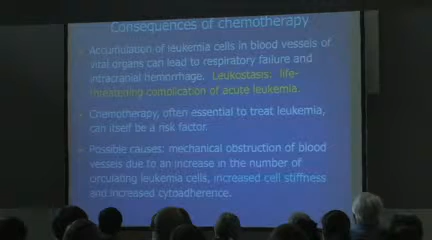 Consequences of chemotherapy
Accumulation of leukemia cells in blood vessels of
vital organs can lead to respiratory failure and
intracranial hemorrhage. Leukostasis: life-
threatening complication of acute leukemia.
Chemotherapy, often essential to treat leukemia,
can itself be a risk factor.
Possible causes: mechanical obstruction of blood
vessels due to an increase in the number of
circulating leukemia cells, increased cell stiffness
and increased cytoadherence.